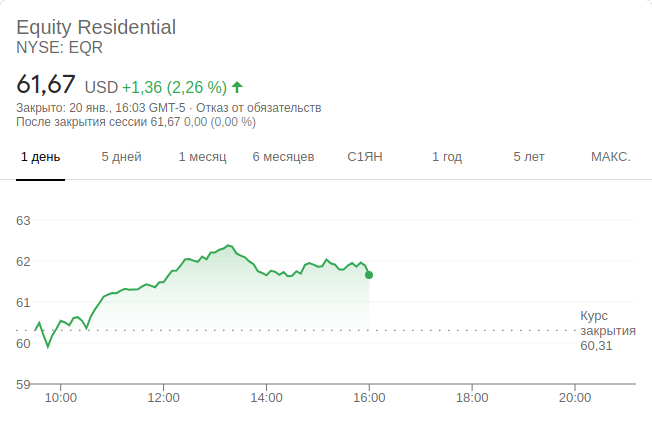 Equity Residential
NYSE: EQR
61,67 USD +1,36 (2,26 %)
Закрыто: 20 янв., 16:03 GMT-5 · Отказ от обязательств
После закрытия сессии 61,67 0,00 (0,00 %)
1 день 5 дней 1 месяц 6 месяцев С1ЯН 1 год 5 лет МАКС.
63
62
61
60
59
Курс
закрытия
60,31
10:00 12:00 14:00 16:00 18:00 20:00